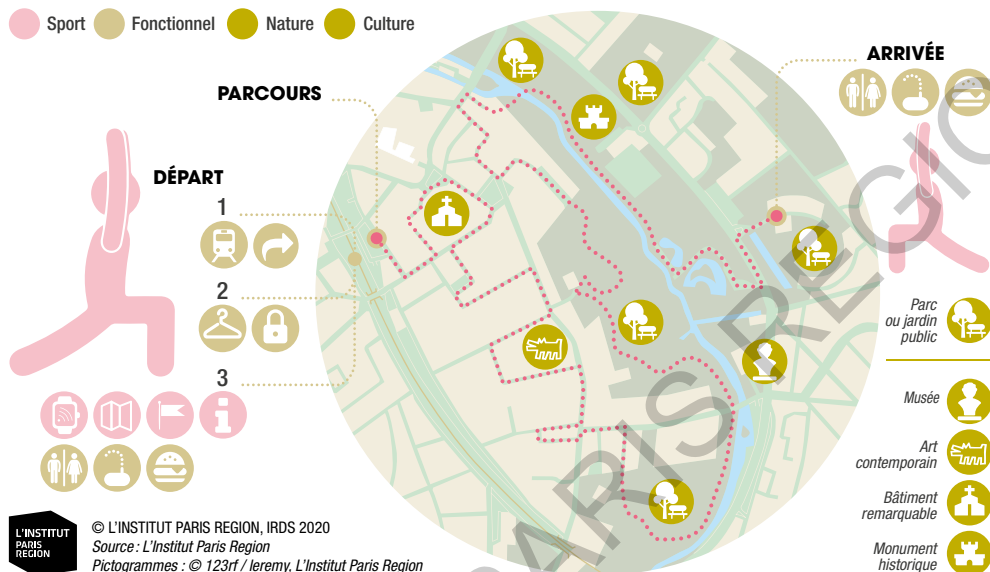 Sport Fonctionnel Nature Culture
PARCOURS
ARRIVÉE
DÉPART
1
2
3
Parc
ou jardin
public
Musée
Art
contemporain
Bâtiment
remarquable
Monument
historique
L'INSTITUT
PARIS
REGION
© L'INSTITUT PARIS REGION, IRDS 2020
Source : L'Institut Paris Region
Pictogrammes : © 123rf / leremy, L'Institut Paris Region
PARIS REGIO